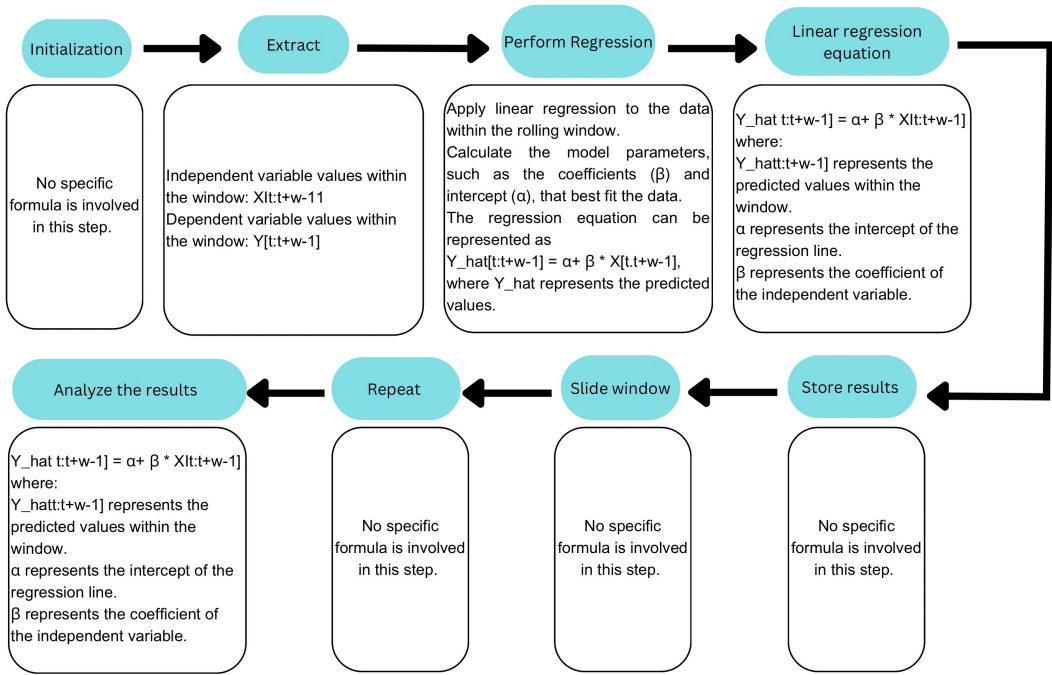 Initialization
Extract
Perform Regression
Linear regression
equation
No specific
formula is involved
in this step.
Independent variable values within
the window: XIt:t+w-11
Dependent variable values within
the window: Y[t:t+w-1]
Apply linear regression to the data
within the rolling window.
Calculate the model parameters,
such as the coefficients (β) and
intercept (α), that best fit the data.
The regression equation can be
represented as
Y_hat[t:t+w-1] = α+ β * X[t.t+w-1],
where Y_hat represents the predicted
values.
Y_hat t:t+w-1] = α+ β * XIt:t+w-1]
where:
Y_hatt:t+w-1] represents the
predicted values within the
window.
α represents the intercept of the
regression line.
β represents the coefficient of
the independent variable.
Store results
Slide window
Repeat
Analyze the results
No specific
formula is involved
in this step.
No specific
formula is involved
in this step.
No specific
formula is involved
in this step.
Y_hat t:t+w-1] = α+ β * XIt:t+w-1]
where:
Y_hatt:t+w-1] represents the
predicted values within the
window.
α represents the intercept of the
regression line.
β represents the coefficient of
the independent variable.